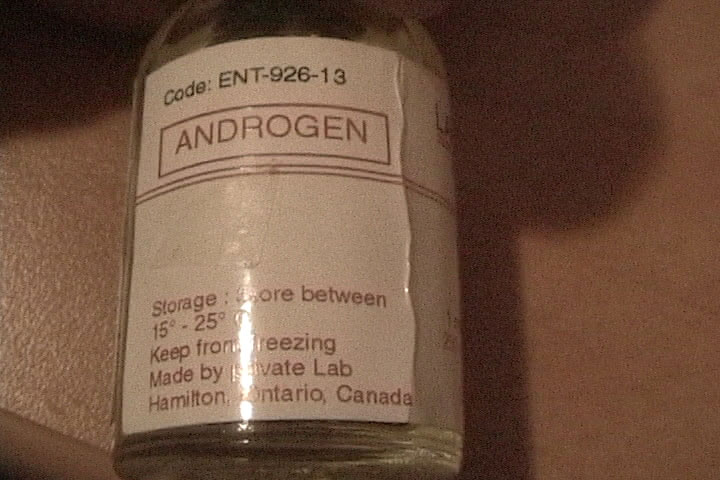 Code: ENT-926-13
ANDROGEN
Storage : Store between
15° - 25° C
Keep from freezing
Made by private Lab
Hamilton, Ontario, Canada